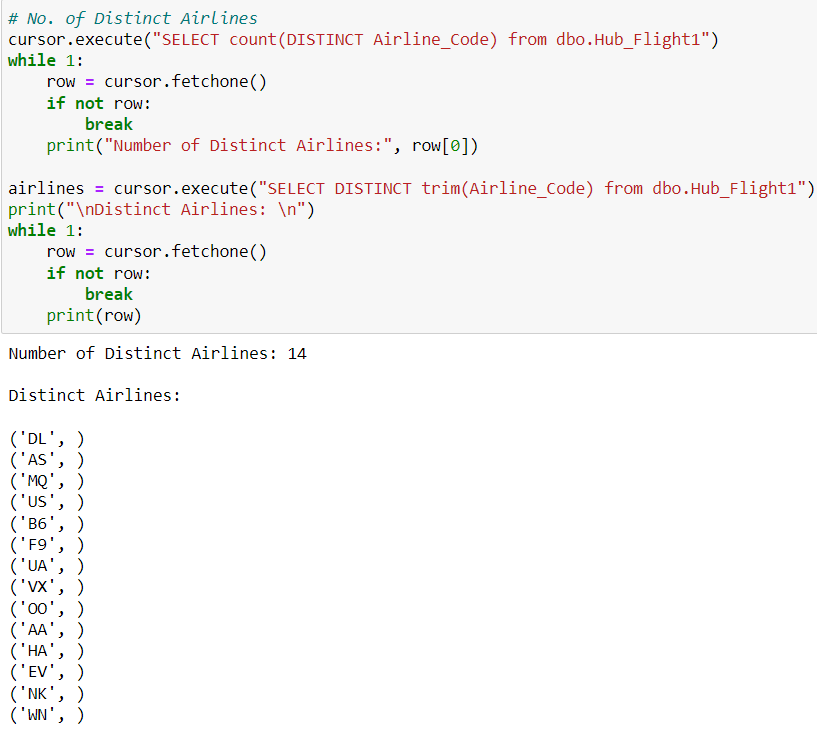 # No. of Distinct Airlines
cursor.execute("SELECT count(DISTINCT Airline_Code) from dbo.Hub_Flight1")
while 1:
    row = cursor.fetchone()
    if not row:
        break
    print("Number of Distinct Airlines:", row[0])

airlines = cursor.execute("SELECT DISTINCT trim(Airline_Code) from dbo.Hub_Flight1")
print("\nDistinct Airlines: \n")
while 1:
    row = cursor.fetchone()
    if not row:
        break
    print(row)
Number of Distinct Airlines: 14

Distinct Airlines:

('DL', )
('AS', )
('MQ', )
('US', )
('B6', )
('F9', )
('UA', )
('VX', )
('OO', )
('AA', )
('HA', )
('EV', )
('NK', )
('WN', )